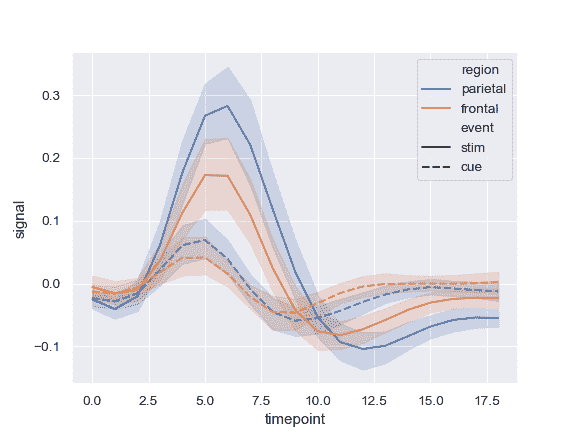 region
parietal
frontal
event
stim
cue
0.3
0.2
0.1
0.0
−0.1
signal
0.0 2.5 5.0 7.5 10.0 12.5 15.0 17.5
timepoint